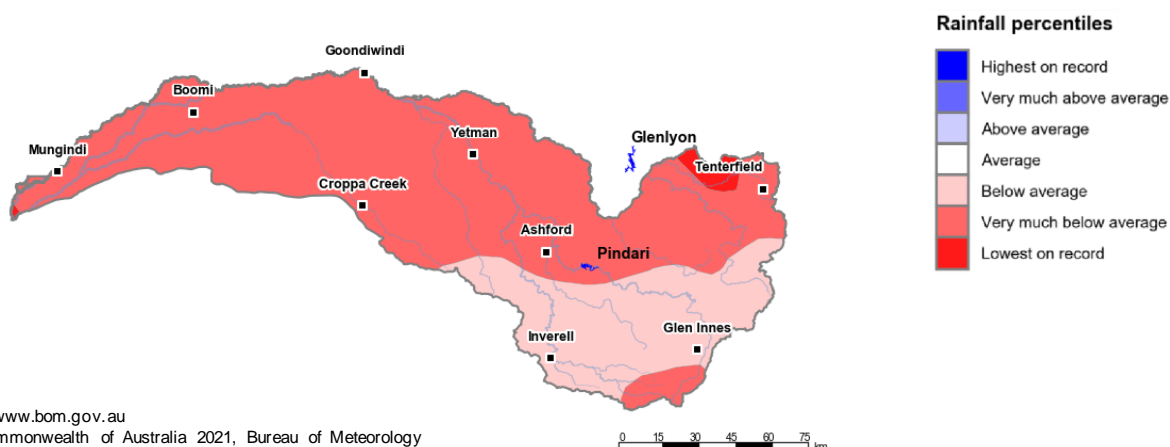 Goondiwindi
Boomi
Mungindi
Yetman
Croppa Creek
Glenlyon
Tenterfield
Ashford
Pindari
Inverell
Glen Innes
Rainfall percentiles
Highest on record
Very much above average
Above average
Average
Below average
Very much below average
Lowest on record
www.bom.gov.au
mmonwealth of Australia 2021, Bureau of Meteorology
0 15 30 45 60 75
km